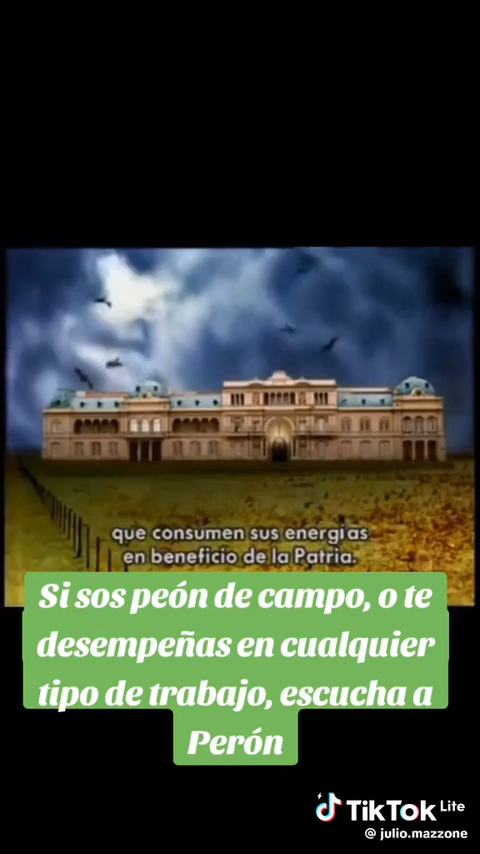 que consumen sus energías
en beneficio de la Patria.
Si sos peón de campo, o te
desempeñas en cualquier
tipo de trabajo, escucha a
Perón
TikTok Lite
@ julio.mazzone